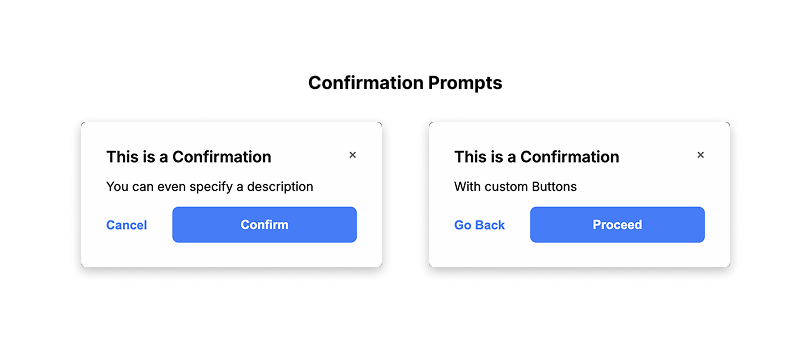 Confirmation Prompts
This is a Confirmation ×
You can even specify a description
Cancel Confirm
This is a Confirmation ×
With custom Buttons
Go Back Proceed